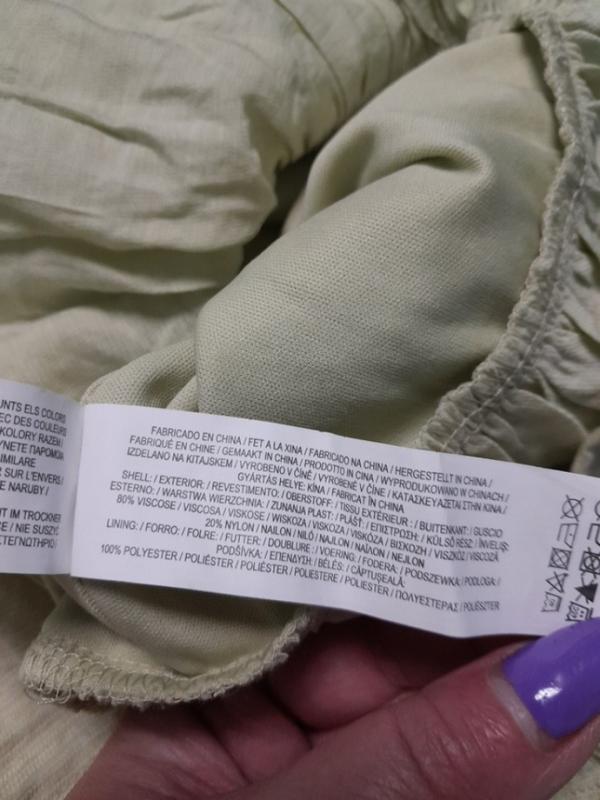 UNTS ELS COLORS
EC DES COULEURS
KOLORY RAZEM /
ΥΝΕΤΕ ΠΑΡΟΜΟΙΑ
IMILARE
R SUR L'ENVERS /
NE NARUBY /
IT IM TROCKNER
E / NIE SUSZYĆ
FABRICADO EN CHINA / FET A LA XINA / FABRICADO NA CHINA / HERGESTELLT IN CHINA /
FABRIQUÉ EN CHINE / GEMAAKT IN CHINA / PRODOTTO IN CINA / WYPRODUKOWANO W CHINACH /
IZDELANO NA KITAJSKEM / VYROBENO V ČÍNĚ / VYROBENÉ V ČÍNE / ΚΑΤΑΣΚΕΥΑΖΕΤΑΙ ΣΤΗΝ ΚΙΝΑ /
GYÁRTÁS HELYE: KÍNA / FABRICAT ÎN CHINA
SHELL: / EXTERIOR: / REVESTIMENTO: / OBERSTOFF: / TISSU EXTÉRIEUR : / BUITENKANT: / GUSCIO
ESTERNO: / WARSTWA WIERZCHNIA: / ZUNANJA PLAST: / PLÁŠŤ: / ΕΠΙΣΤΡΩΣΗ: / KÜLSŐ RÉSZ: / ÎNVELIȘ:
80% VISCOSE / VISCOSA / VISKOSE / WISKOZA / VISKOZA / VISKÓZA / ΒΙΣΚΟΖΗ / VISZKÓZ / VISCOZĂ
20% NYLON / NAILON / NILÓ / NAJLON / ΝΑΪΛΟΝ / NEJLON
LINING: / FORRO: / FOLRE: / FUTTER: / DOUBLURE : / VOERING: / FODERA: / PODSZEWKA: / PODLOGA: /
PODŠÍVKA: / ΕΠΕΝΔΥΣΗ: / BÉLÉS: / CĂPTUȘEALĂ:
100% POLYESTER / POLIÉSTER / POLIÈSTER / POLIESTERE / POLIESTER / ΠΟΛΥΕΣΤΕΡΑΣ / POLIÉSZTER